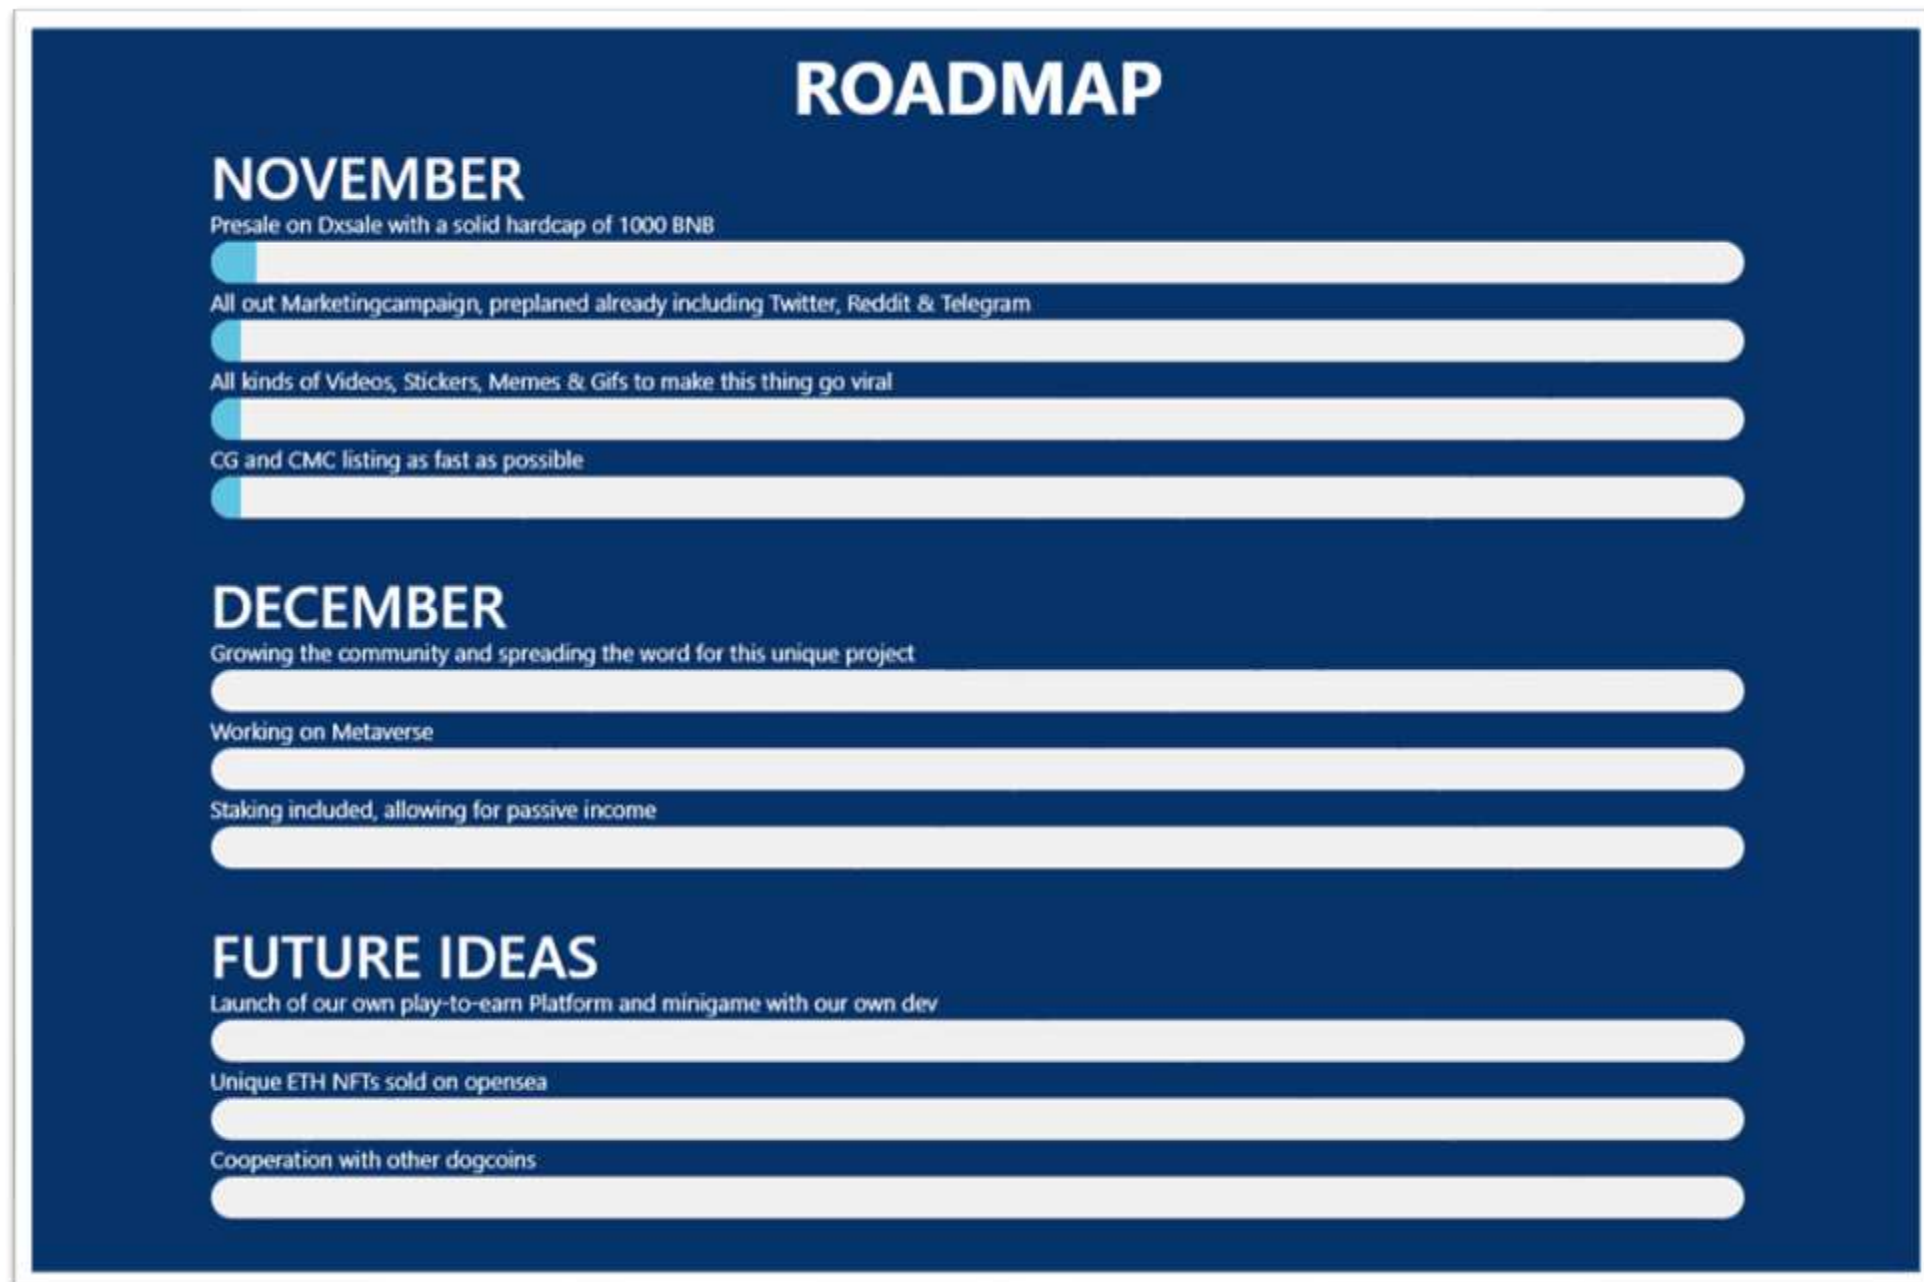 ROADMAP
NOVEMBER
Presale on Dxsale with a solid hardcap of 1000 BNB
All out Marketingcampaign, preplaned already including Twitter, Reddit & Telegram
All kinds of Videos, Stickers, Memes & Gifs to make this thing go viral
CG and CMC listing as fast as possible
DECEMBER
Growing the community and spreading the word for this unique project
Working on Metaverse
Staking included, allowing for passive income
FUTURE IDEAS
Launch of our own play-to-earn Platform and minigame with our own dev
Unique ETH NFTs sold on opensea
Cooperation with other dogcoins